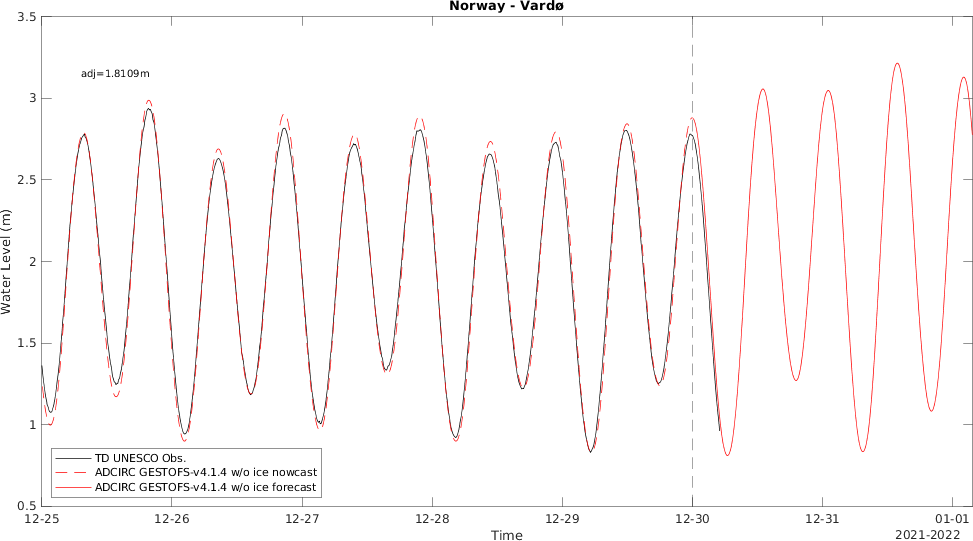 Norway - Vardø
adj=1.8109m
Water Level (m)
3.5
3
2.5
2
1.5
1
0.5
TD UNESCO Obs.
ADCIRC GESTOFS-v4.1.4 w/o ice nowcast
ADCIRC GESTOFS-v4.1.4 w/o ice forecast
12-25 12-26 12-27 12-28 12-29 12-30 12-31 01-01
Time
2021-2022